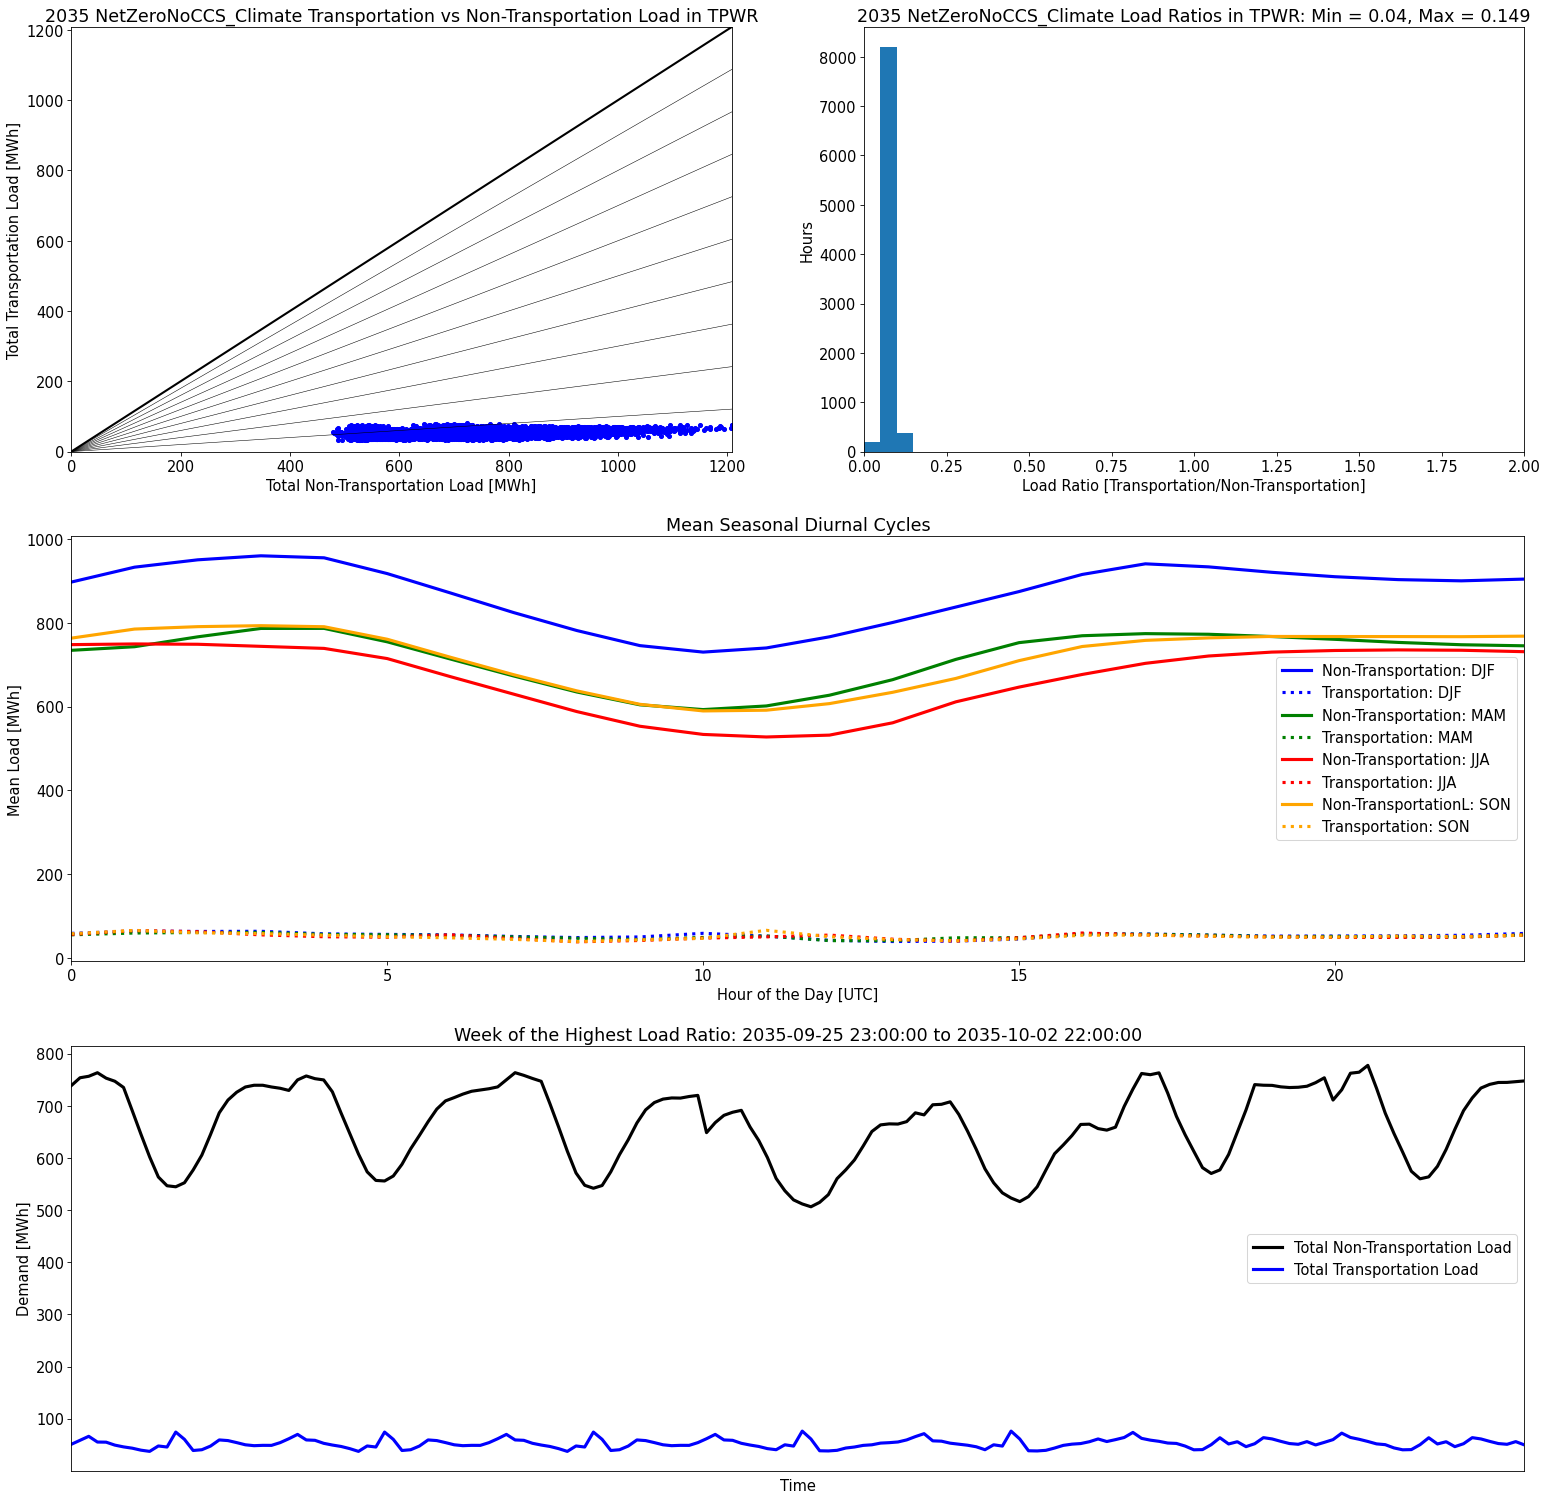 2035 NetZeroNoCCS_Climate Transportation vs Non-Transportation Load in TPWR
1200
1000
800
600
400
200
0
Total Transportation Load [MWh]
0 200 400 600 800 1000 1200
Total Non-Transportation Load [MWh]
2035 NetZeroNoCCS_Climate Load Ratios in TPWR: Min = 0.04, Max = 0.149
8000
7000
6000
5000
4000
3000
2000
1000
0
Hours
0.00 0.25 0.50 0.75 1.00 1.25 1.50 1.75 2.00
Load Ratio [Transportation/Non-Transportation]
Mean Seasonal Diurnal Cycles
1000
800
600
400
200
0
Mean Load [MWh]
Non-Transportation: DJF
Transportation: DJF
Non-Transportation: MAM
Transportation: MAM
Non-Transportation: JJA
Transportation: JJA
Non-TransportationL: SON
Transportation: SON
0 5 10 15 20
Hour of the Day [UTC]
Week of the Highest Load Ratio: 2035-09-25 23:00:00 to 2035-10-02 22:00:00
800
700
600
500
400
300
200
100
Demand [MWh]
Total Non-Transportation Load
Total Transportation Load
Time